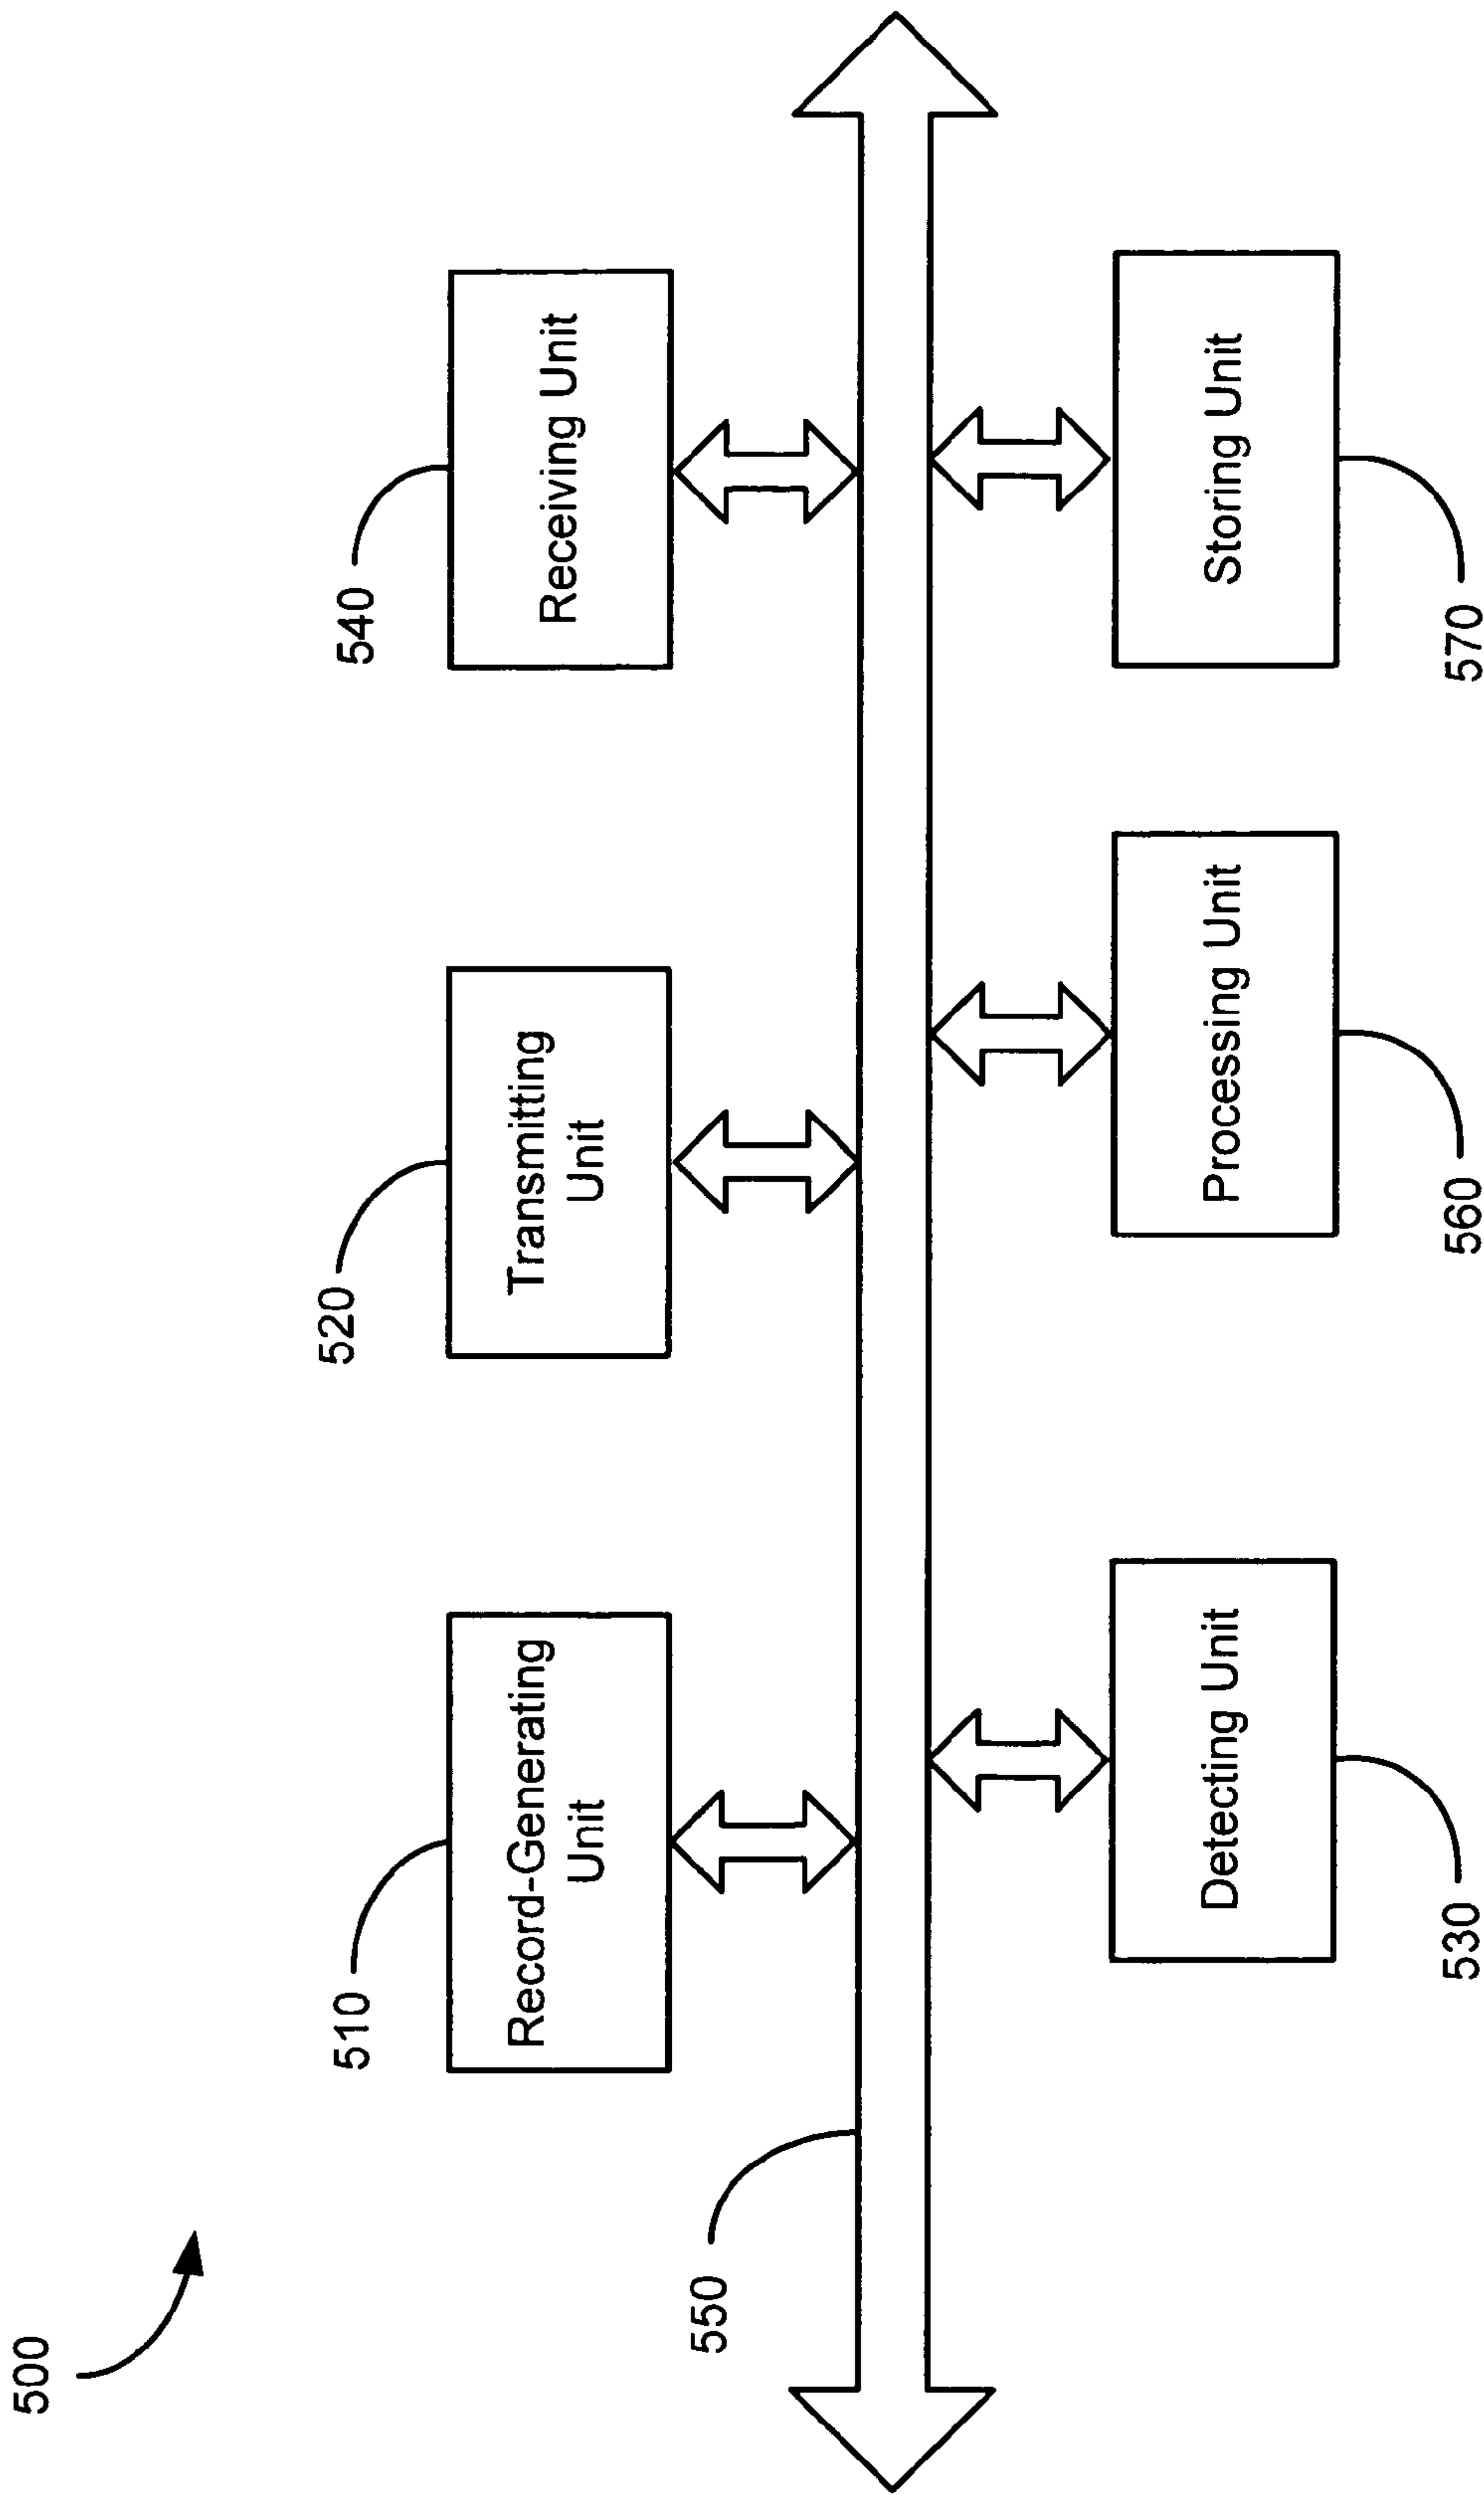 500
510
520
540
Record-Generating
Unit
Transmitting
Unit
Receiving Unit
550
Detecting Unit
Processing Unit
Storing Unit
530
560
570